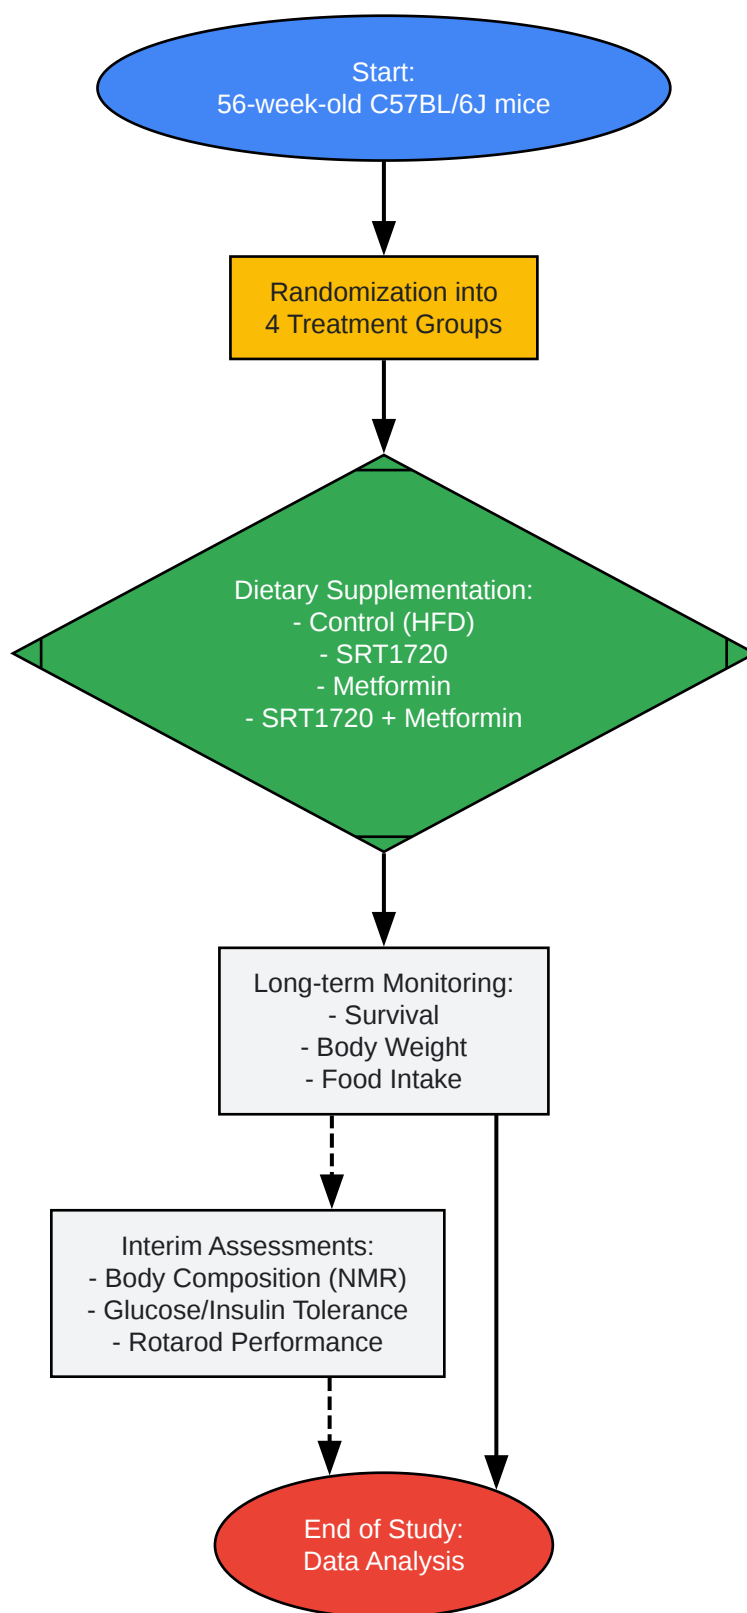 Start:
56-week-old C57BL/6J mice
Randomization into
4 Treatment Groups
Dietary Supplementation:
- Control (HFD)
- SRT1720
- Metformin
- SRT1720 + Metformin
Long-term Monitoring:
- Survival
- Body Weight
- Food Intake
Interim Assessments:
- Body Composition (NMR)
- Glucose/Insulin Tolerance
- Rotarod Performance
End of Study:
Data Analysis